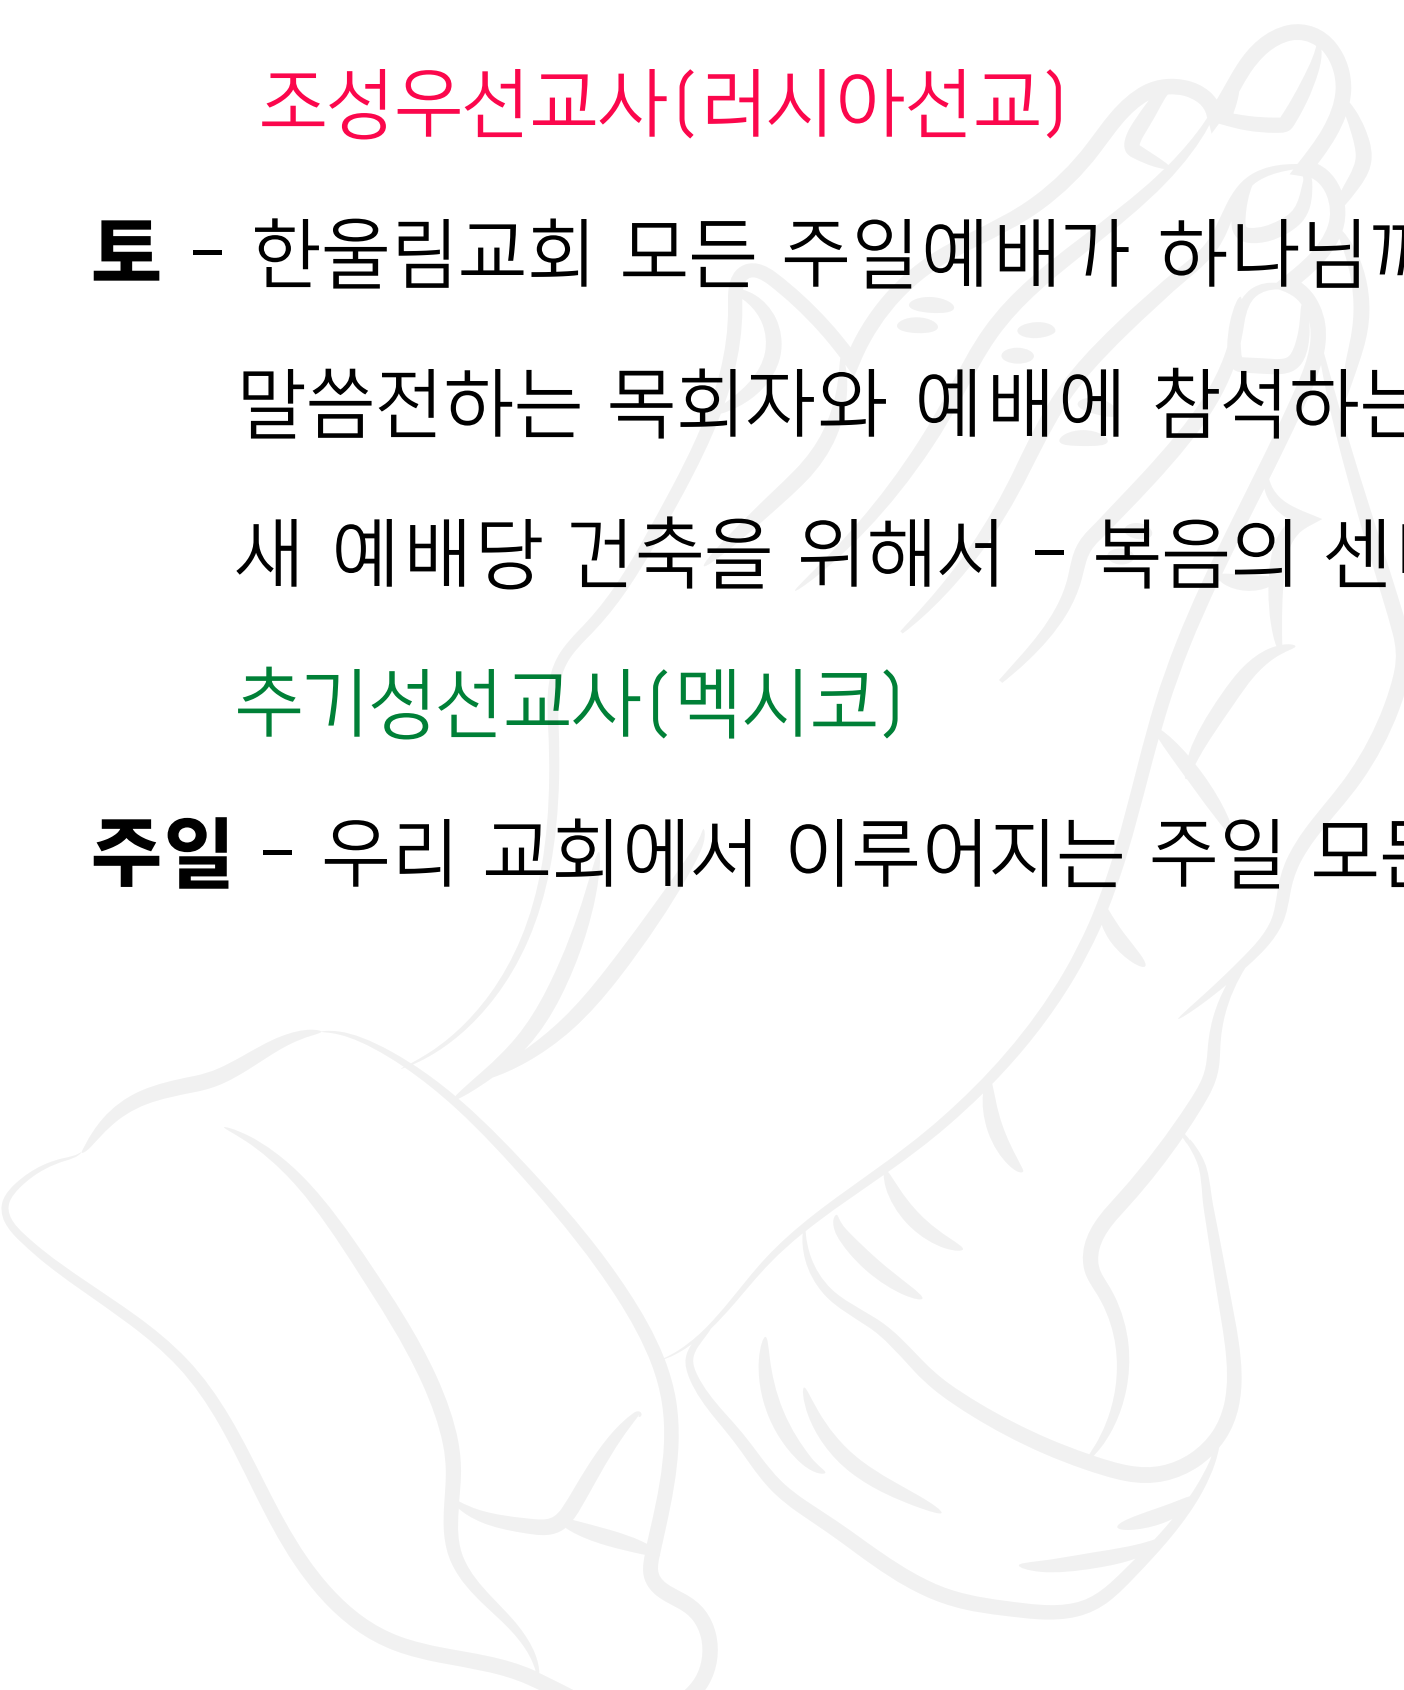 조성우선교사(러시아선교)
토 - 한울림교회 모든 주일예배가 하나님
말씀전하는 목회자와 예배에 참석하는
새 예배당 건축을 위해서 - 복음의
추기성선교사(멕시코)
주일 - 우리 교회에서 이루어지는 주일 모든